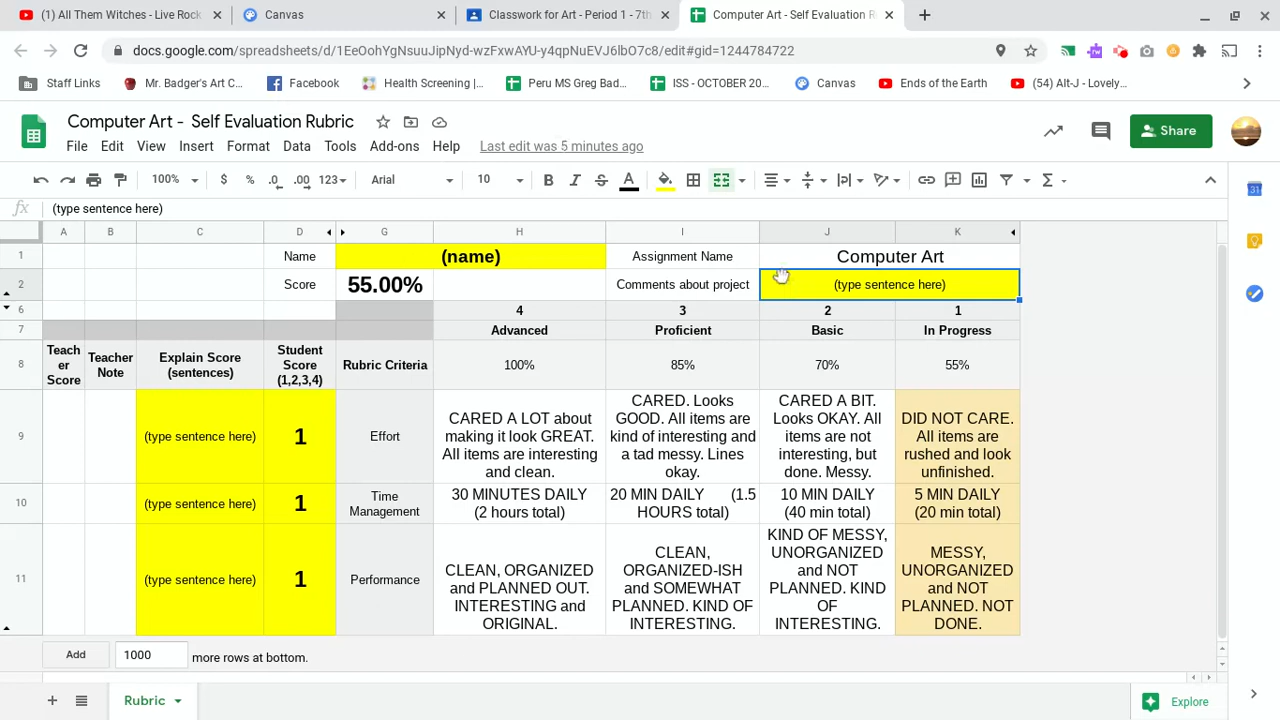 (1) All Them Witches - Live Rock
Canvas
Classwork for Art - Period 1 - 7th
Computer Art - Self Evaluation R
docs.google.com/spreadsheets/d/1EeOohYgNsuuJipNyd-wzFxwAYU-y4qpNuEVJ6lbO7c8/edit#gid=1244784722
Staff Links
Mr. Badger's Art C...
Facebook
Health Screening |...
Peru MS Greg Bad...
ISS - OCTOBER 20...
Canvas
Ends of the Earth
(54) Alt-J - Lovely...
Computer Art - Self Evaluation Rubric
Share
File Edit View Insert Format Data Tools Add-ons Help Last edit was 5 minutes ago
100% $ % .0 .00 123 Arial 10 B I S A Σ
31
fx (type sentence here)
A B C D G H I J K
1 Name (name) Assignment Name Computer Art
2 Score 55.00% Comments about project (type sentence here)
6 4 3 2 1
7 Advanced Proficient Basic In Progress
8
Teach
er
Score
Teacher
Note
Explain Score
(sentences)
Student
Score
(1,2,3,4)
Rubric Criteria
100%
85%
70%
55%
9
(type sentence here)
1
Effort
CARED A LOT about
making it look GREAT.
All items are interesting
and clean.
CARED. Looks
GOOD. All items are
kind of interesting and
a tad messy. Lines
okay.
CARED A BIT.
Looks OKAY. All
items are not
interesting, but
done. Messy.
DID NOT CARE.
All items are
rushed and look
unfinished.
10
(type sentence here)
1
Time
Management
30 MINUTES DAILY
(2 hours total)
20 MIN DAILY (1.5
HOURS total)
10 MIN DAILY
(40 min total)
5 MIN DAILY
(20 min total)
11
(type sentence here)
1
Performance
CLEAN, ORGANIZED
and PLANNED OUT.
INTERESTING and
ORIGINAL.
CLEAN,
ORGANIZED-ISH
and SOMEWHAT
PLANNED. KIND OF
INTERESTING.
KIND OF MESSY,
UNORGANIZED
and NOT
PLANNED. KIND
OF
INTERESTING.
MESSY,
UNORGANIZED
and NOT
PLANNED. NOT
DONE.
Add 1000 more rows at bottom.
Rubric
Explore